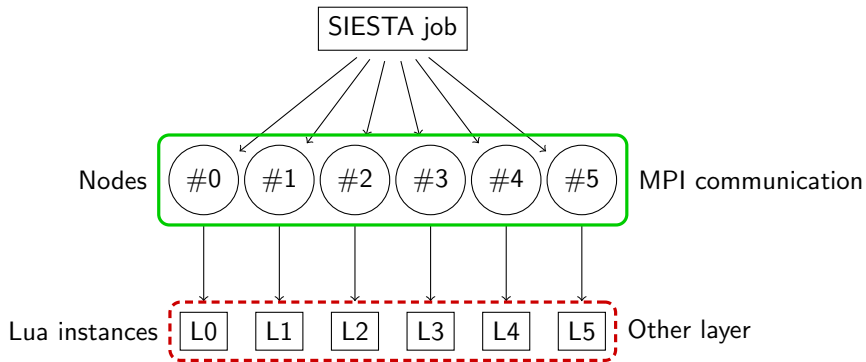 SIESTA job
Nodes #0 #1 #2 #3 #4 #5 MPI communication
Lua instances L0 L1 L2 L3 L4 L5 Other layer